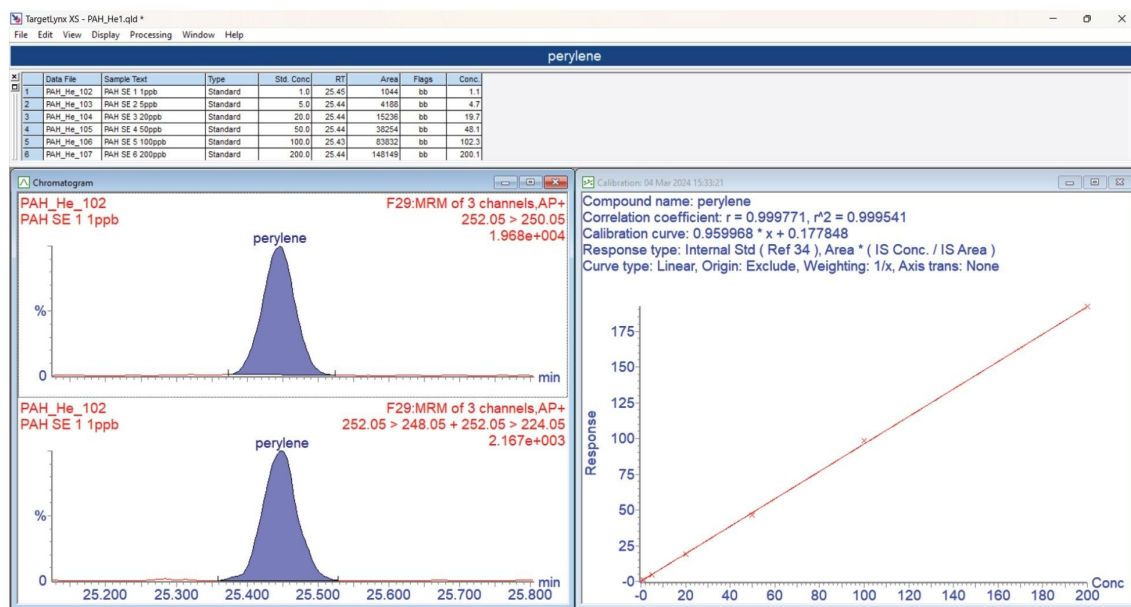 TargetLynx XS - PAH_He1.qld *
File Edit View Display Processing Window Help
perylene
Data File Sample Text Type Std. Conc RT Area Flags Conc.
1 PAH_He_102 PAH SE 1 1ppb Standard 1.0 25.45 1044 bb 1.1
2 PAH_He_103 PAH SE 2 5ppb Standard 5.0 25.44 4188 bb 4.7
3 PAH_He_104 PAH SE 3 20ppb Standard 20.0 25.44 15236 bb 19.7
4 PAH_He_105 PAH SE 4 50ppb Standard 50.0 25.44 38254 bb 48.1
5 PAH_He_106 PAH SE 5 100ppb Standard 100.0 25.43 83832 bb 102.3
6 PAH_He_107 PAH SE 6 200ppb Standard 200.0 25.44 148149 bb 200.1
Chromatogram
PAH_He_102 F29:MRM of 3 channels,AP+
PAH SE 1 1ppb 252.05 > 250.05
1.968e+004
perylene
%
0
min
PAH_He_102 F29:MRM of 3 channels,AP+
PAH SE 1 1ppb 252.05 > 248.05 + 252.05 > 224.05
2.167e+003
perylene
%
0
min
25.200 25.300 25.400 25.500 25.600 25.700 25.800
Calibration: 04 Mar 2024 15:33:21
Compound name: perylene
Correlation coefficient: r = 0.999771, r^2 = 0.999541
Calibration curve: 0.959968 * x + 0.177848
Response type: Internal Std ( Ref 34 ), Area * ( IS Conc. / IS Area )
Curve type: Linear, Origin: Exclude, Weighting: 1/x, Axis trans: None
Response
175
150
125
100
75
50
25
-0
Conc
-0 20 40 60 80 100 120 140 160 180 200